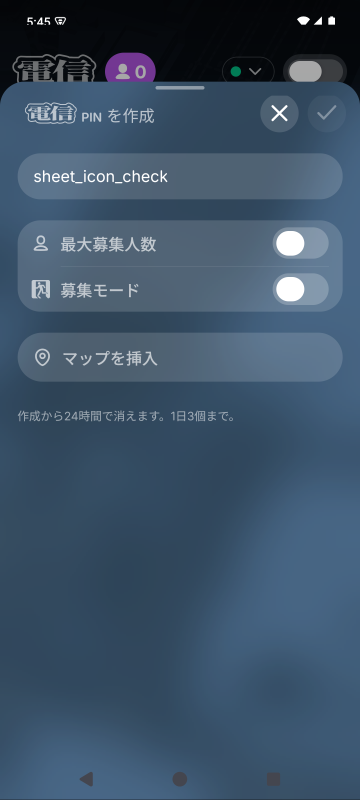 5:45
電信 0
電信 PIN を作成
sheet_icon_check
最大募集人数
募集モード
マップを挿入
作成から24時間で消えます。1日3個まで。